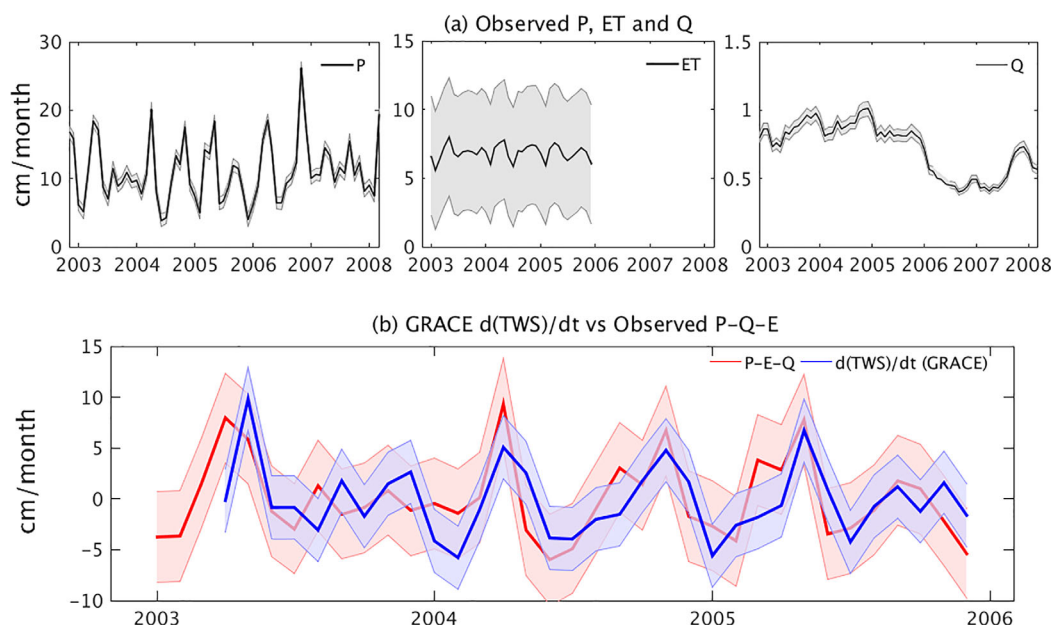 (a) Observed P, ET and Q
30
20
10
0
cm/month
P
2003 2004 2005 2006 2007 2008
15
10
5
0
ET
2003 2004 2005 2006 2007 2008
1.5
1
0.5
0
Q
2003 2004 2005 2006 2007 2008
(b) GRACE d(TWS)/dt vs Observed P-Q-E
15
10
5
0
-5
-10
cm/month
P-E-Q d(TWS)/dt (GRACE)
2003 2004 2005 2006